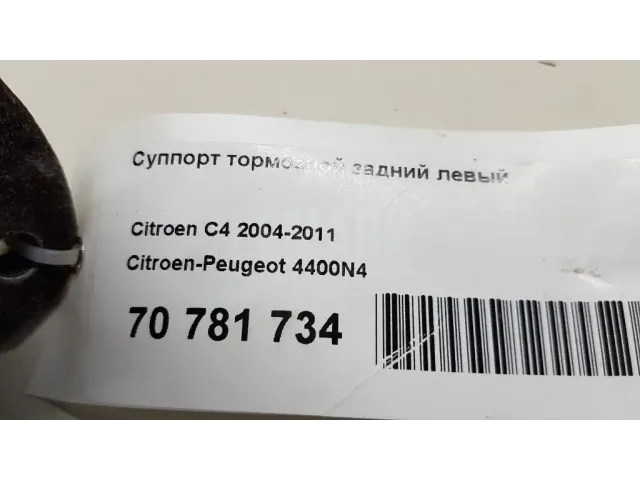 Суппорт тормозной задний левый
Citroen C4 2004-2011
Citroen-Peugeot 4400N4
70 781 734